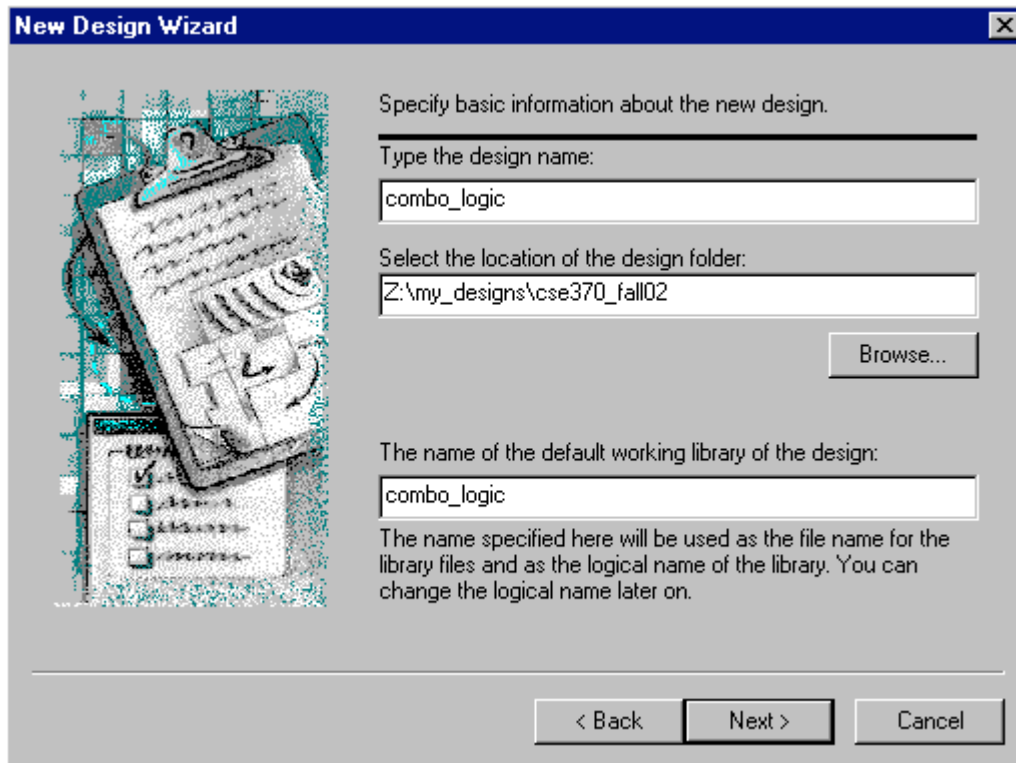 New Design Wizard
Specify basic information about the new design.
Type the design name:
combo_logic
Select the location of the design folder:
Z:\my_designs\cse370_fall02
Browse...
The name of the default working library of the design:
combo_logic
The name specified here will be used as the file name for the
library files and as the logical name of the library. You can
change the logical name later on.
< Back
Next >
Cancel